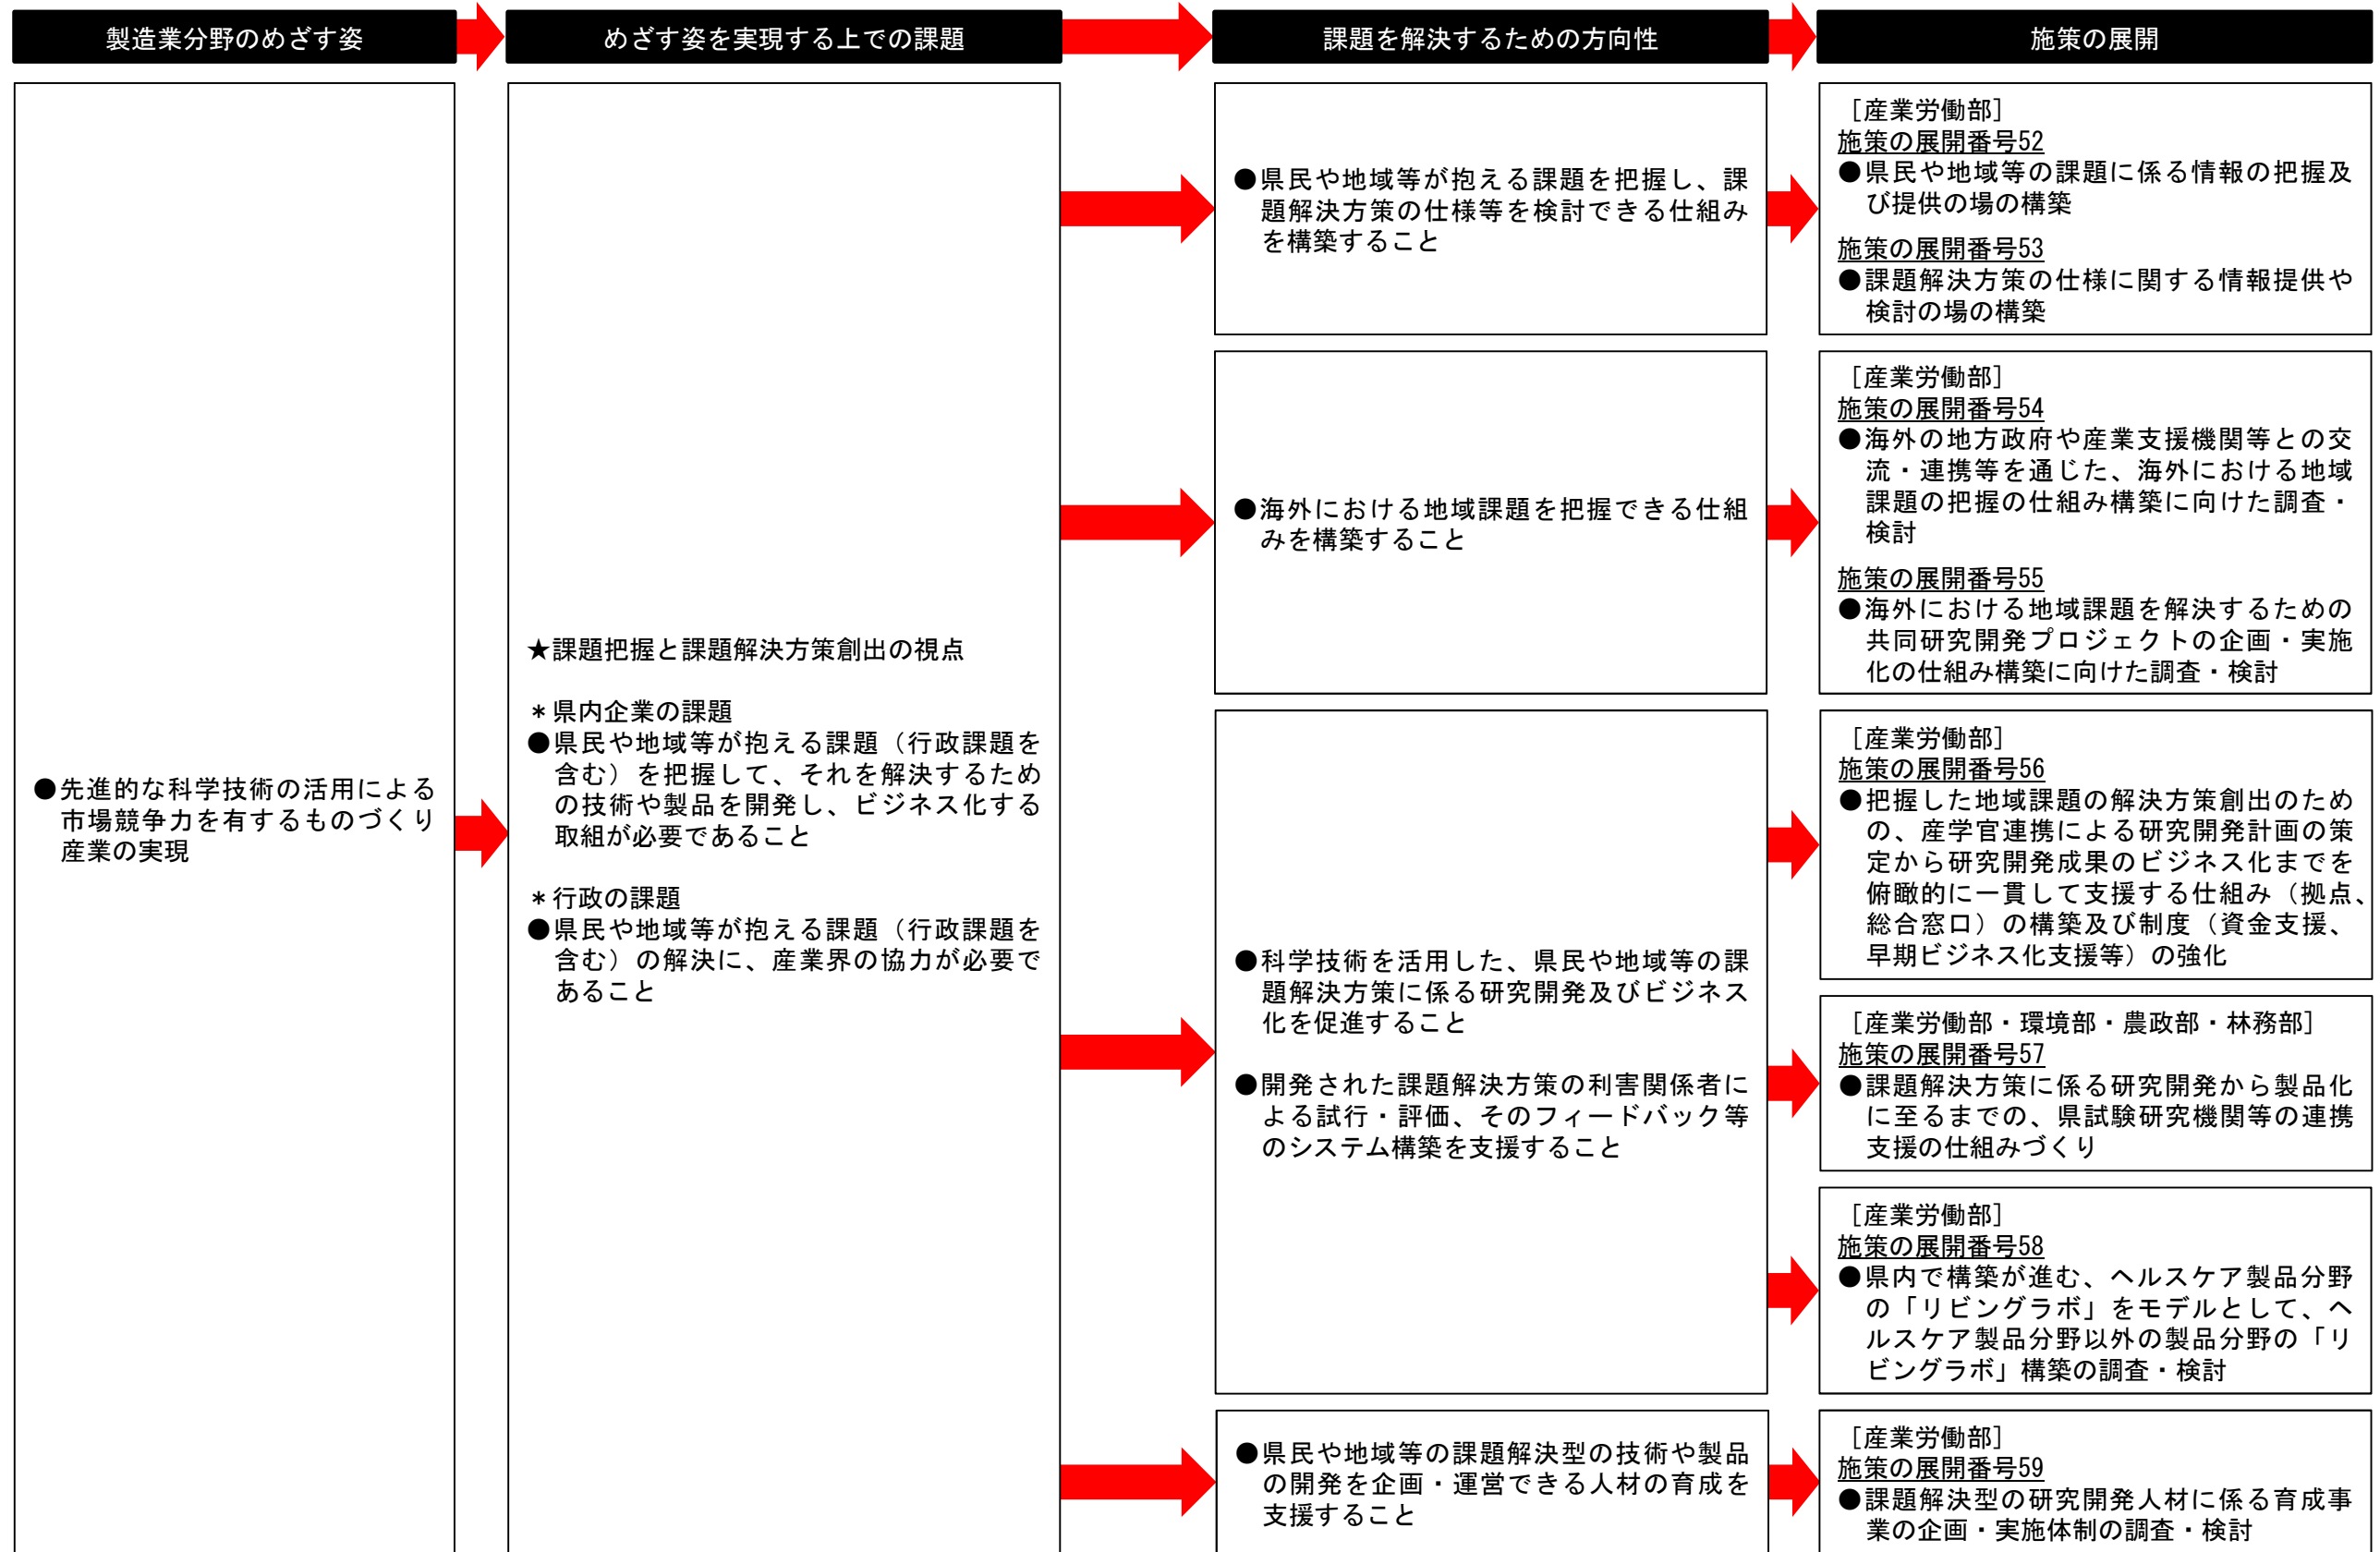 製造業分野のめざす姿
めざす姿を実現する上での課題
課題を解決するための方向性
施策の展開
●先進的な科学技術の活用による
市場競争力を有するものづくり
産業の実現
★課題把握と課題解決方策創出の視点
＊県内企業の課題
●県民や地域等が抱える課題（行政課題を
含む）を把握して、それを解決するため
の技術や製品を開発し、ビジネス化する
取組が必要であること
＊行政の課題
●県民や地域等が抱える課題（行政課題を
含む）の解決に、産業界の協力が必要で
あること
●県民や地域等が抱える課題を把握し、課
題解決方策の仕様等を検討できる仕組み
を構築すること
［産業労働部］
施策の展開番号52
●県民や地域等の課題に係る情報の把握及
び提供の場の構築
施策の展開番号53
●課題解決方策の仕様に関する情報提供や
検討の場の構築
●海外における地域課題を把握できる仕組
みを構築すること
［産業労働部］
施策の展開番号54
●海外の地方政府や産業支援機関等との交
流・連携等を通じた、海外における地域
課題の把握の仕組み構築に向けた調査・
検討
施策の展開番号55
●海外における地域課題を解決するための
共同研究開発プロジェクトの企画・実施
化の仕組み構築に向けた調査・検討
●科学技術を活用した、県民や地域等の課
題解決方策に係る研究開発及びビジネス
化を促進すること
●開発された課題解決方策の利害関係者に
よる試行・評価、そのフィードバック等
のシステム構築を支援すること
［産業労働部］
施策の展開番号56
●把握した地域課題の解決方策創出のため
の、産学官連携による研究開発計画の策
定から研究開発成果のビジネス化までを
俯瞰的に一貫して支援する仕組み（拠点、
総合窓口）の構築及び制度（資金支援、
早期ビジネス化支援等）の強化
［産業労働部・環境部・農政部・林務部］
施策の展開番号57
●課題解決方策に係る研究開発から製品化
に至るまでの、県試験研究機関等の連携
支援の仕組みづくり
［産業労働部］
施策の展開番号58
●県内で構築が進む、ヘルスケア製品分野
の「リビングラボ」をモデルとして、ヘ
ルスケア製品分野以外の製品分野の「リ
ビングラボ」構築の調査・検討
●県民や地域等の課題解決型の技術や製品
の開発を企画・運営できる人材の育成を
支援すること
［産業労働部］
施策の展開番号59
●課題解決型の研究開発人材に係る育成事
業の企画・実施体制の調査・検討